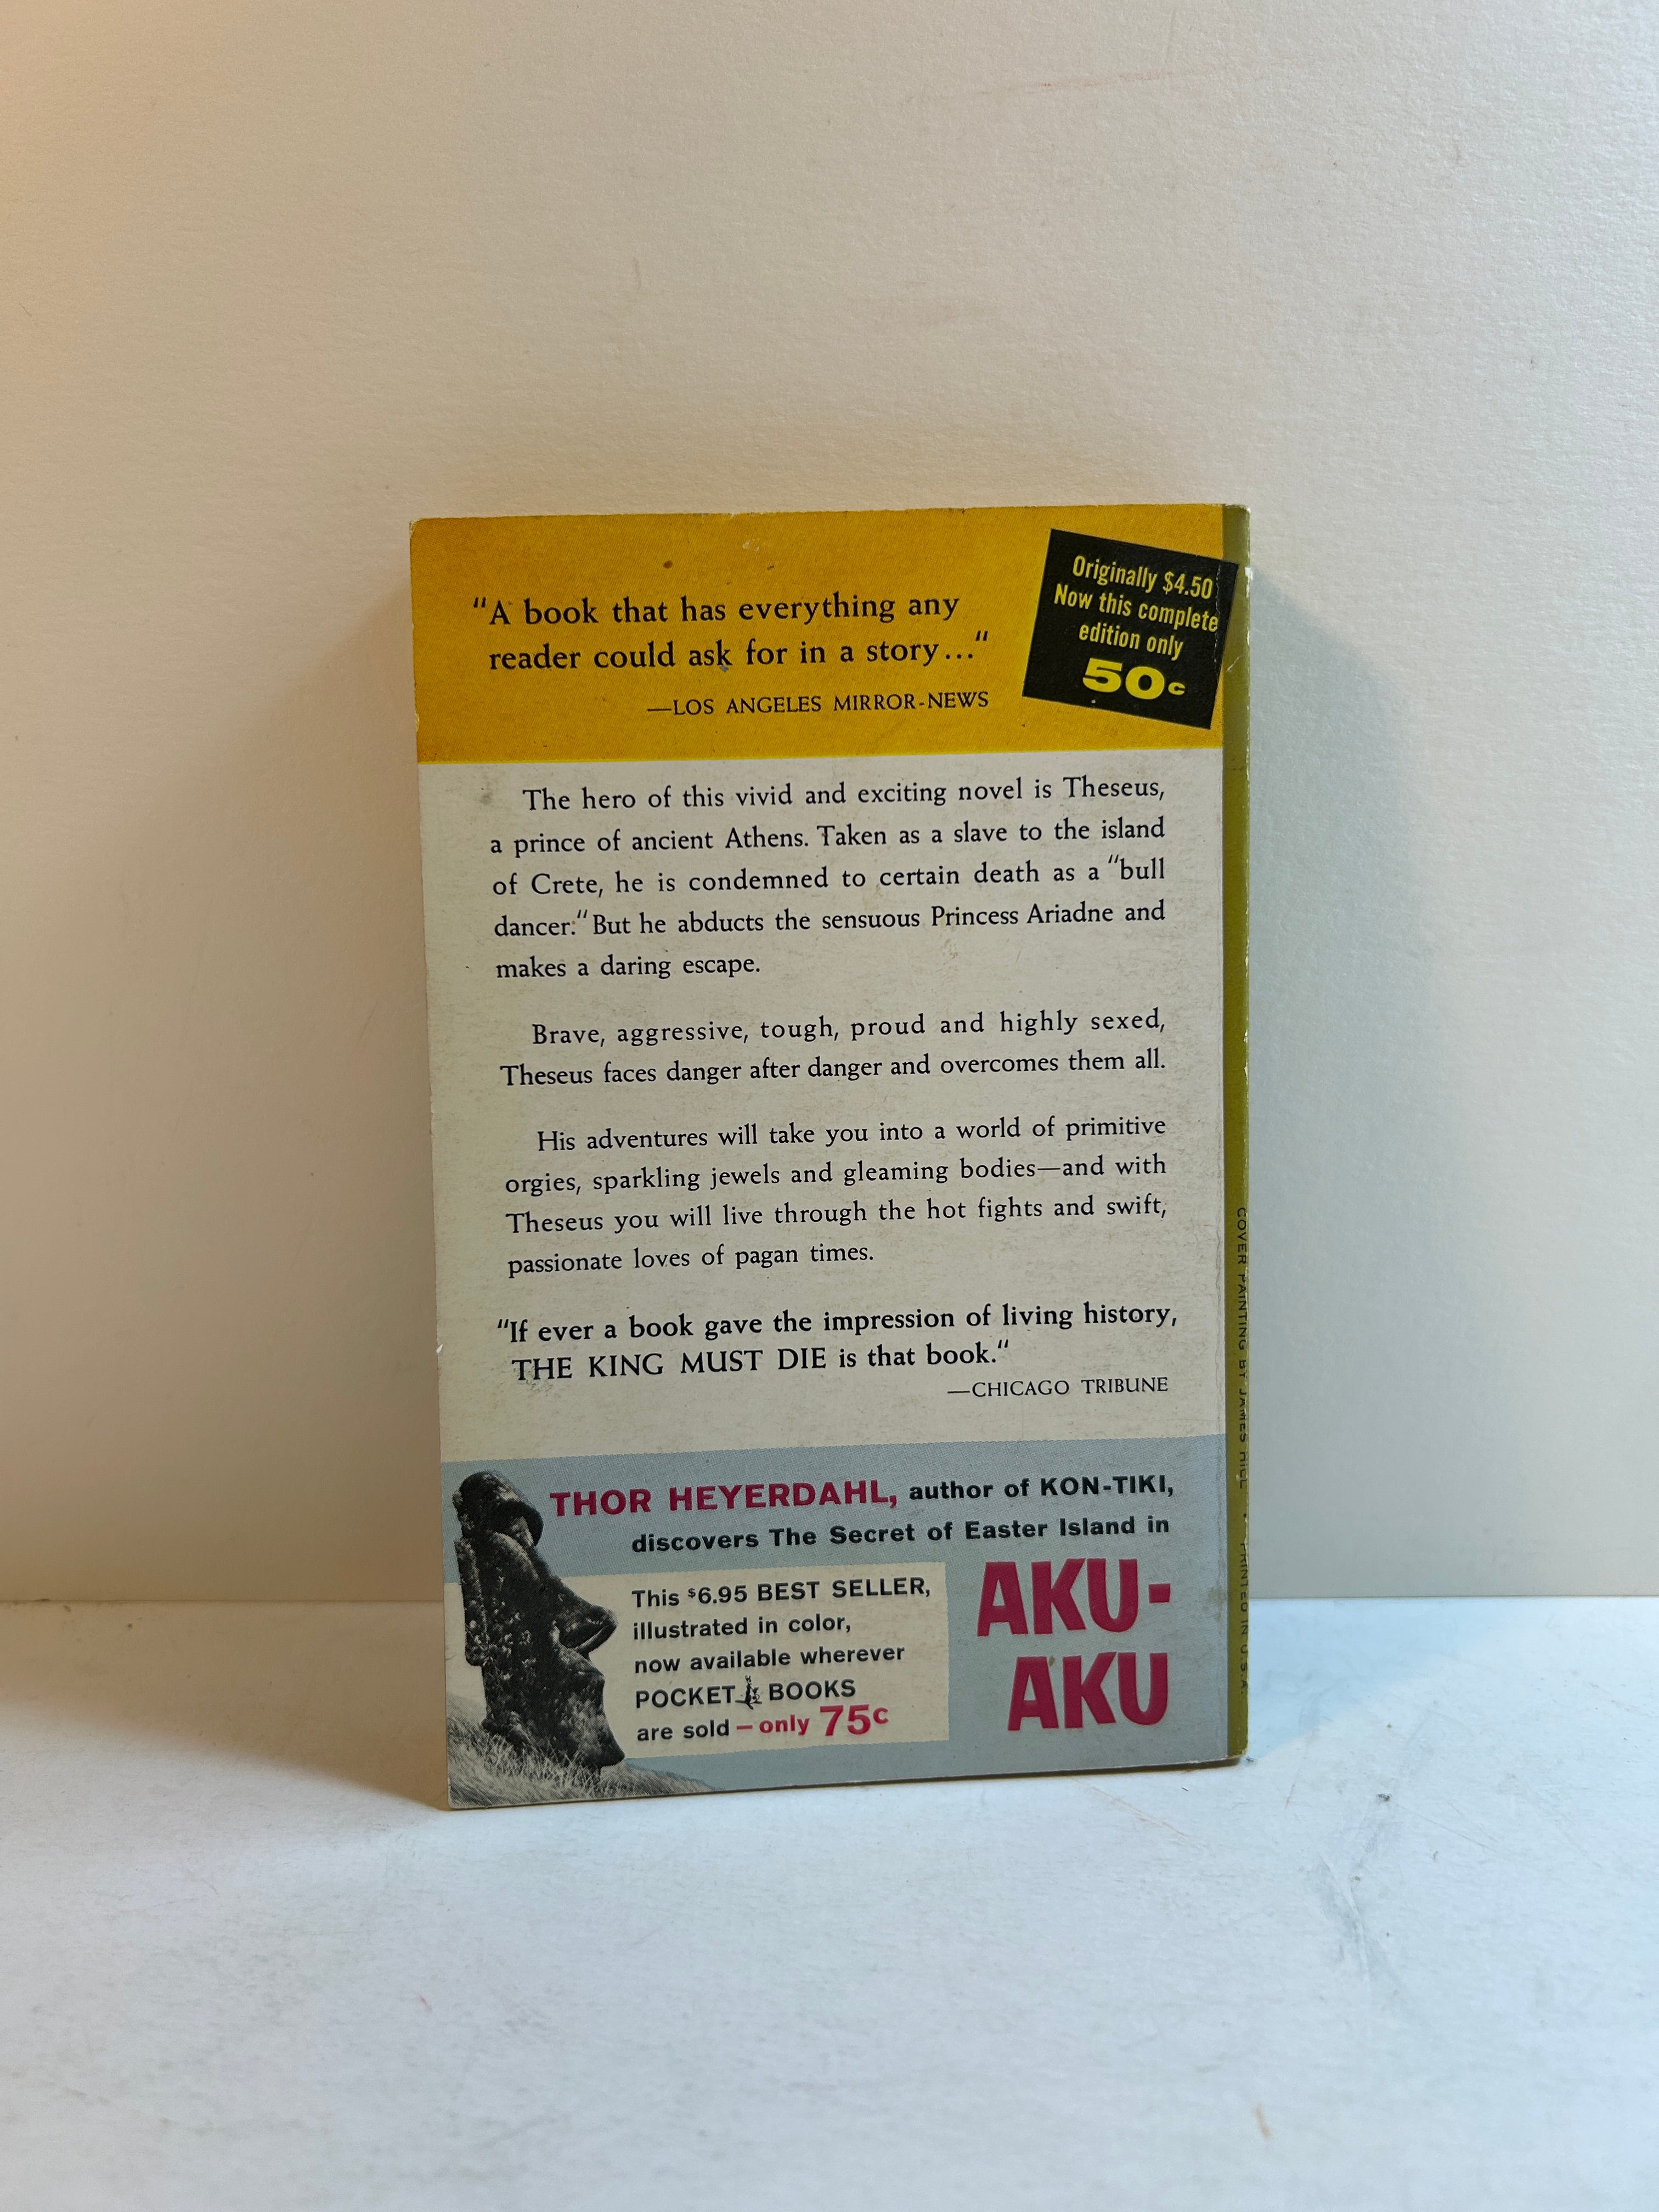 "A book that has everything any
reader could ask for in a story..."
—LOS ANGELES MIRROR-NEWS
Originally $4.50
Now this complete
edition only
50c
The hero of this vivid and exciting novel is Theseus,
a prince of ancient Athens. Taken as a slave to the island
of Crete, he is condemned to certain death as a "bull
dancer." But he abducts the sensuous Princess Ariadne and
makes a daring escape.
Brave, aggressive, tough, proud and highly sexed,
Theseus faces danger after danger and overcomes them all.
His adventures will take you into a world of primitive
orgies, sparkling jewels and gleaming bodies—and with
Theseus you will live through the hot fights and swift,
passionate loves of pagan times.
"If ever a book gave the impression of living history,
THE KING MUST DIE is that book."
—CHICAGO TRIBUNE
THOR HEYERDAHL, author of KON-TIKI,
discovers The Secret of Easter Island in
AKU-
AKU
This $6.95 BEST SELLER,
illustrated in color,
now available wherever
POCKET BOOKS
are sold – only 75c
COVER PAINTING BY JAMES HILL • PRINTED IN U.S.A.